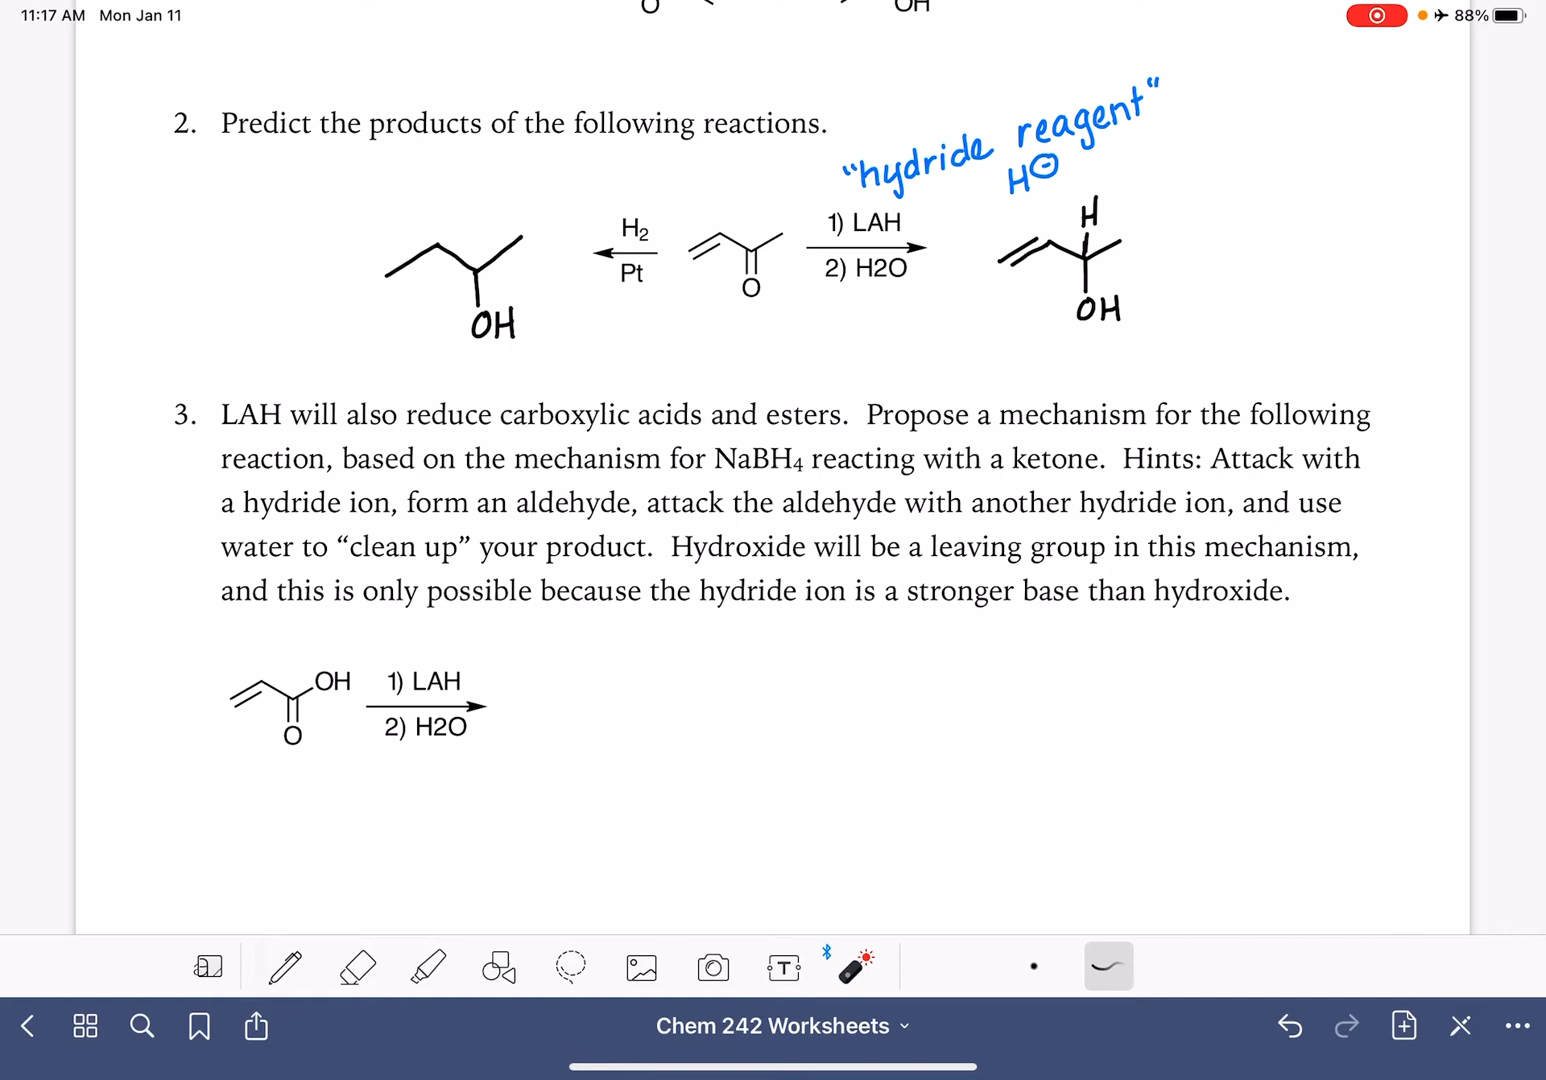 11:17 AM Mon Jan 11
88%
O OH
2. Predict the products of the following reactions.
"hydride reagent"
H⊖
H₂
Pt
O
1) LAH
2) H2O
OH
H
OH
3. LAH will also reduce carboxylic acids and esters. Propose a mechanism for the following
reaction, based on the mechanism for NaBH₄ reacting with a ketone. Hints: Attack with
a hydride ion, form an aldehyde, attack the aldehyde with another hydride ion, and use
water to “clean up” your product. Hydroxide will be a leaving group in this mechanism,
and this is only possible because the hydride ion is a stronger base than hydroxide.
OH
O
1) LAH
2) H2O
a
T
Chem 242 Worksheets